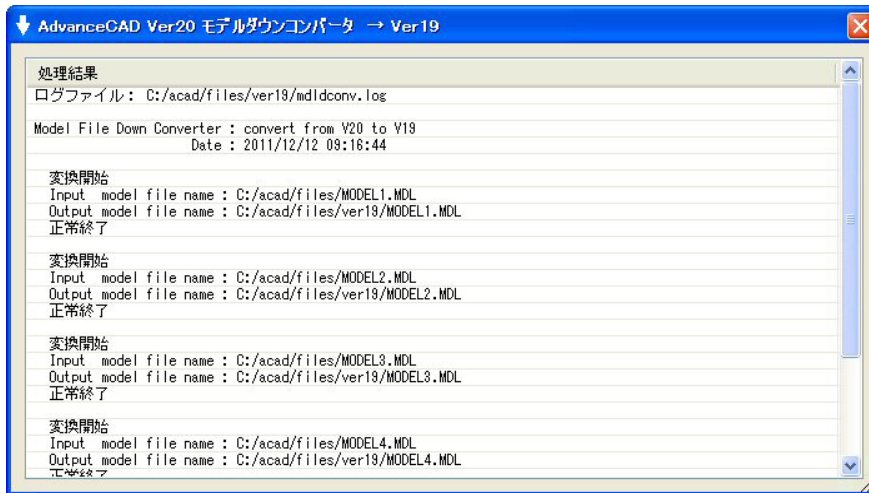 AdvanceCAD Ver20 モデルダウンコンバータ → Ver19
処理結果
ログファイル： C:/acad/files/ver19/mdldconv.log
Model File Down Converter : convert from V20 to V19
Date : 2011/12/12 09:16:44
変換開始
Input  model file name : C:/acad/files/MODEL1.MDL
Output model file name : C:/acad/files/ver19/MODEL1.MDL
正常終了
変換開始
Input  model file name : C:/acad/files/MODEL2.MDL
Output model file name : C:/acad/files/ver19/MODEL2.MDL
正常終了
変換開始
Input  model file name : C:/acad/files/MODEL3.MDL
Output model file name : C:/acad/files/ver19/MODEL3.MDL
正常終了
変換開始
Input  model file name : C:/acad/files/MODEL4.MDL
Output model file name : C:/acad/files/ver19/MODEL4.MDL
正常終了